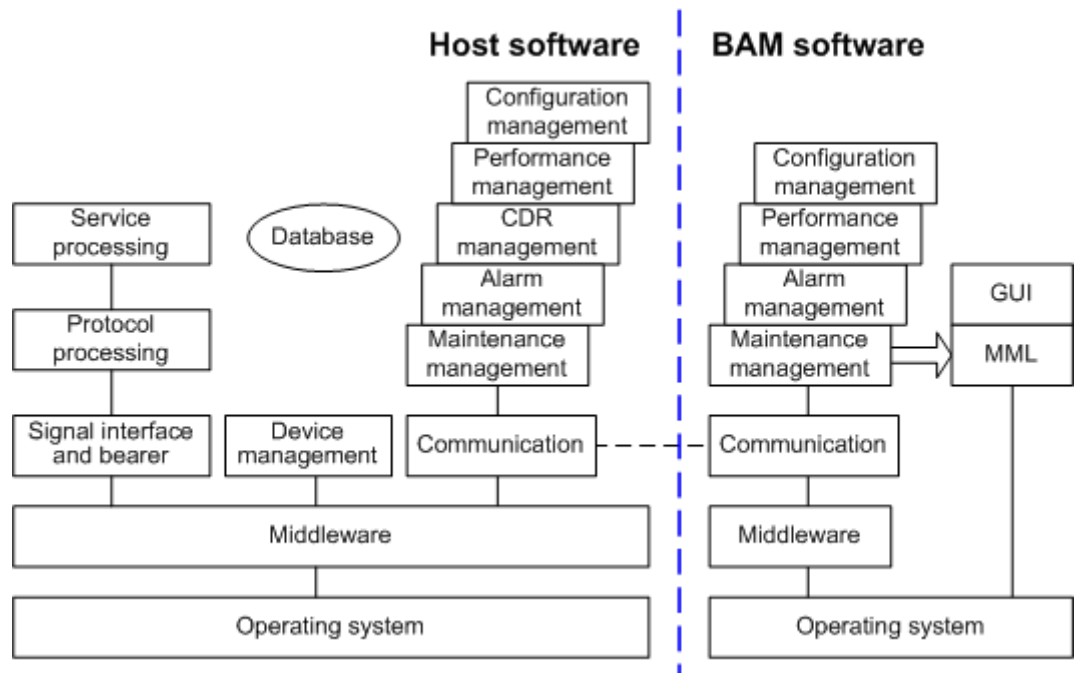 Host software
BAM software
Configuration
management
Performance
management
Configuration
management
Service
processing
Database
CDR
management
Performance
management
Alarm
management
Alarm
management
GUI
Protocol
processing
Maintenance
management
Maintenance
management
MML
Signal interface
and bearer
Device
management
Communication
Communication
Middleware
Middleware
Operating system
Operating system